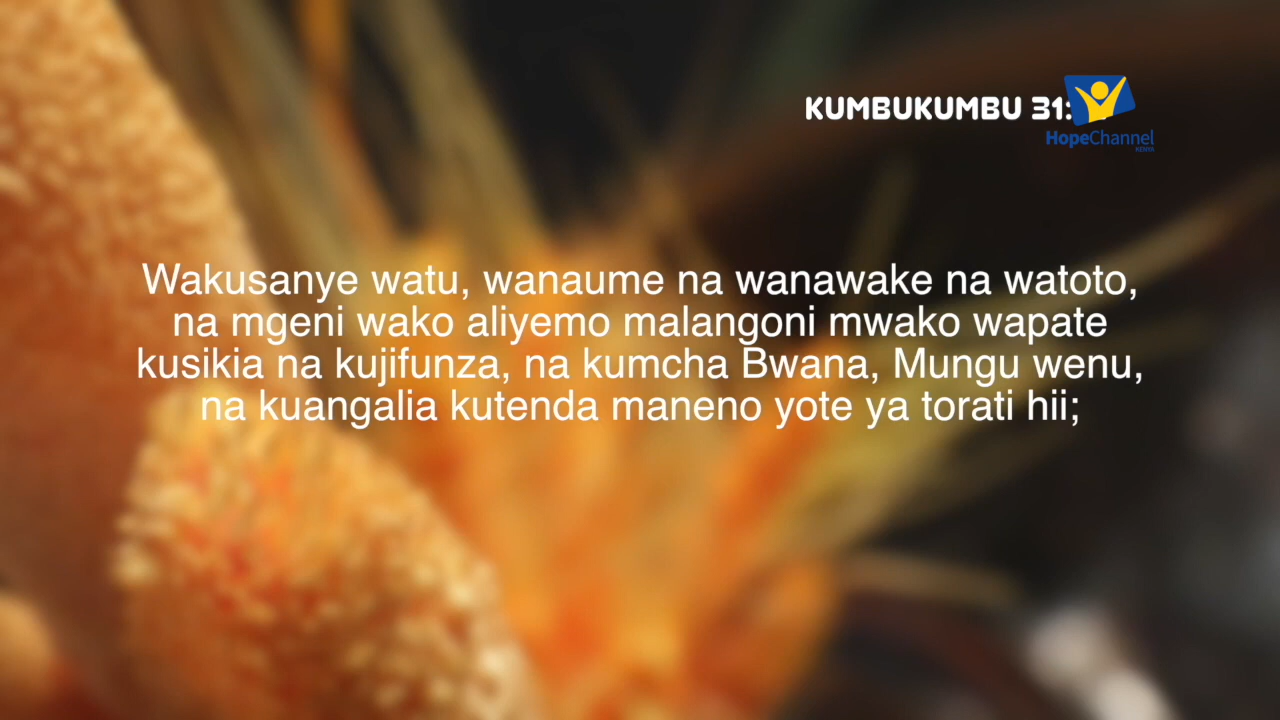 KUMBUKUMBU 31:
HopeChannel
KENYA
Wakusanye watu, wanaume na wanawake na watoto,
na mgeni wako aliyemo malangoni mwako wapate
kusikia na kujifunza, na kumcha Bwana, Mungu wenu,
na kuangalia kutenda maneno yote ya torati hii;